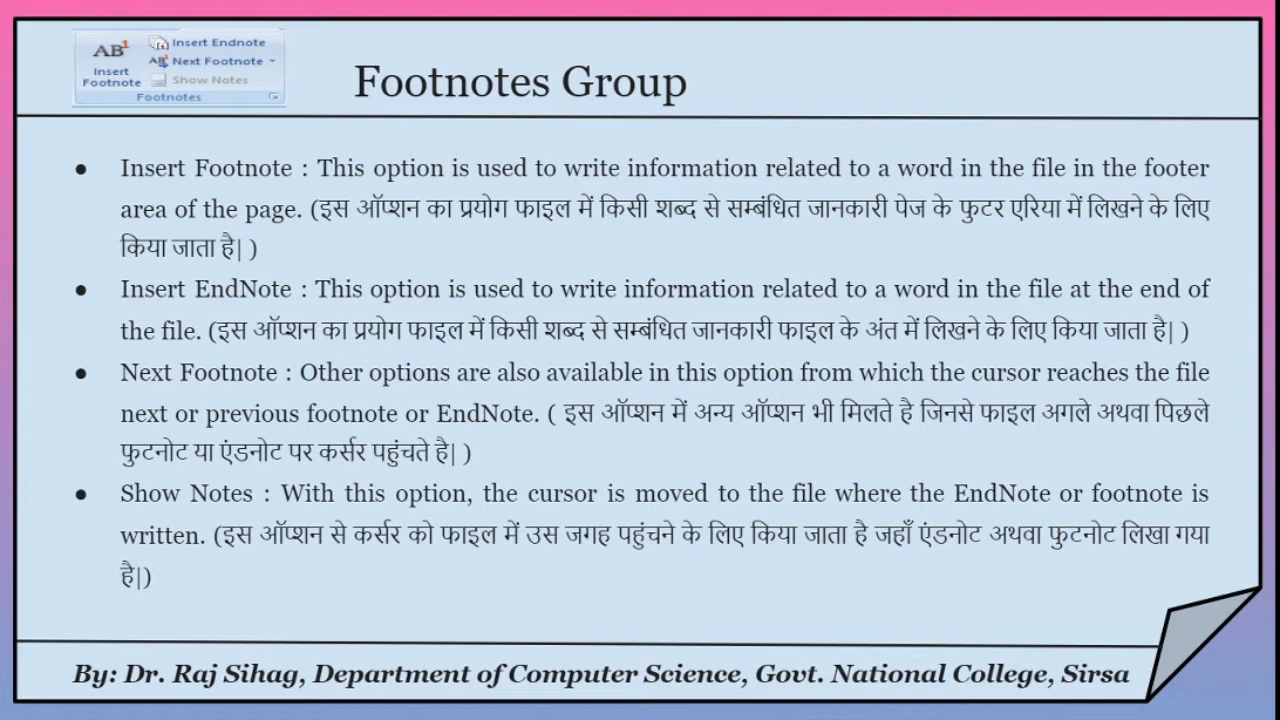 AB1 Insert Endnote
Next Footnote
Insert Footnote
Show Notes
Footnotes
Footnotes Group
● Insert Footnote : This option is used to write information related to a word in the file in the footer
area of the page. (इस ऑप्शन का प्रयोग फाइल में किसी शब्द से सम्बंधित जानकारी पेज के फुटर एरिया में लिखने के लिए
किया जाता है| )
● Insert EndNote : This option is used to write information related to a word in the file at the end of
the file. (इस ऑप्शन का प्रयोग फाइल में किसी शब्द से सम्बंधित जानकारी फाइल के अंत में लिखने के लिए किया जाता है| )
● Next Footnote : Other options are also available in this option from which the cursor reaches the file
next or previous footnote or EndNote. ( इस ऑप्शन में अन्य ऑप्शन भी मिलते है जिनसे फाइल अगले अथवा पिछले
फुटनोट या एंडनोट पर कर्सर पहुंचते है| )
● Show Notes : With this option, the cursor is moved to the file where the EndNote or footnote is
written. (इस ऑप्शन से कर्सर को फाइल में उस जगह पहुंचने के लिए किया जाता है जहाँ एंडनोट अथवा फुटनोट लिखा गया
है|)
By: Dr. Raj Sihag, Department of Computer Science, Govt. National College, Sirsa